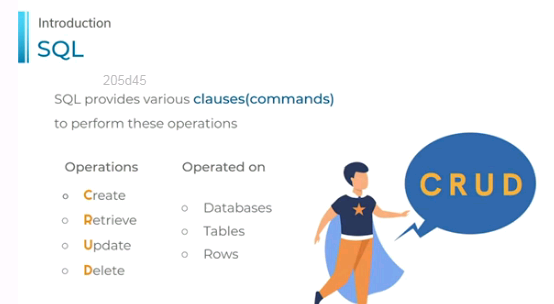 Introduction
SQL
205d45
SQL provides various clauses(commands)
to perform these operations
Operations
Create
Retrieve
Update
Delete
Operated on
Databases
Tables
Rows
CRUD